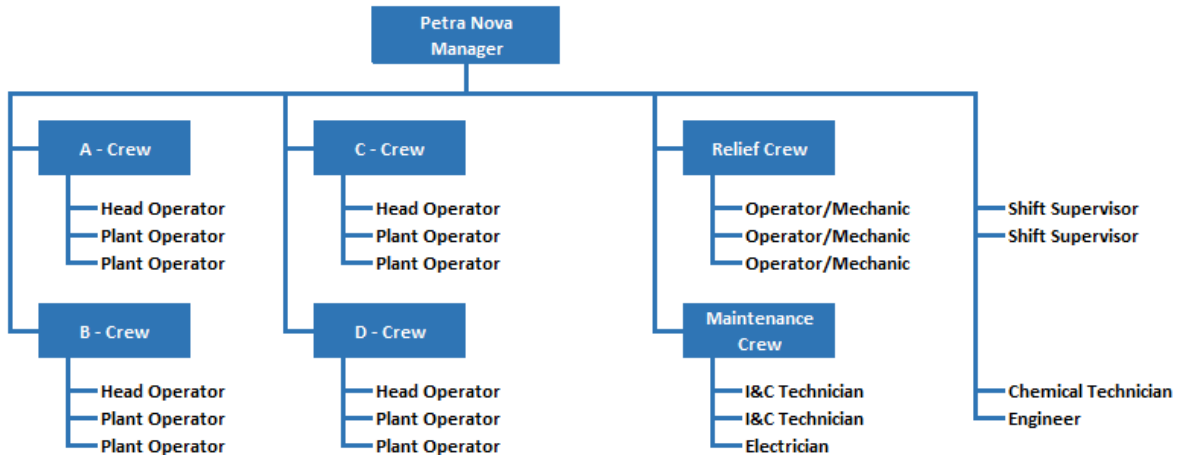 Petra Nova
Manager
A - Crew
Head Operator
Plant Operator
Plant Operator
B - Crew
Head Operator
Plant Operator
Plant Operator
C - Crew
Head Operator
Plant Operator
Plant Operator
D - Crew
Head Operator
Plant Operator
Plant Operator
Relief Crew
Operator/Mechanic
Operator/Mechanic
Operator/Mechanic
Maintenance
Crew
I&C Technician
I&C Technician
Electrician
Shift Supervisor
Shift Supervisor
Chemical Technician
Engineer